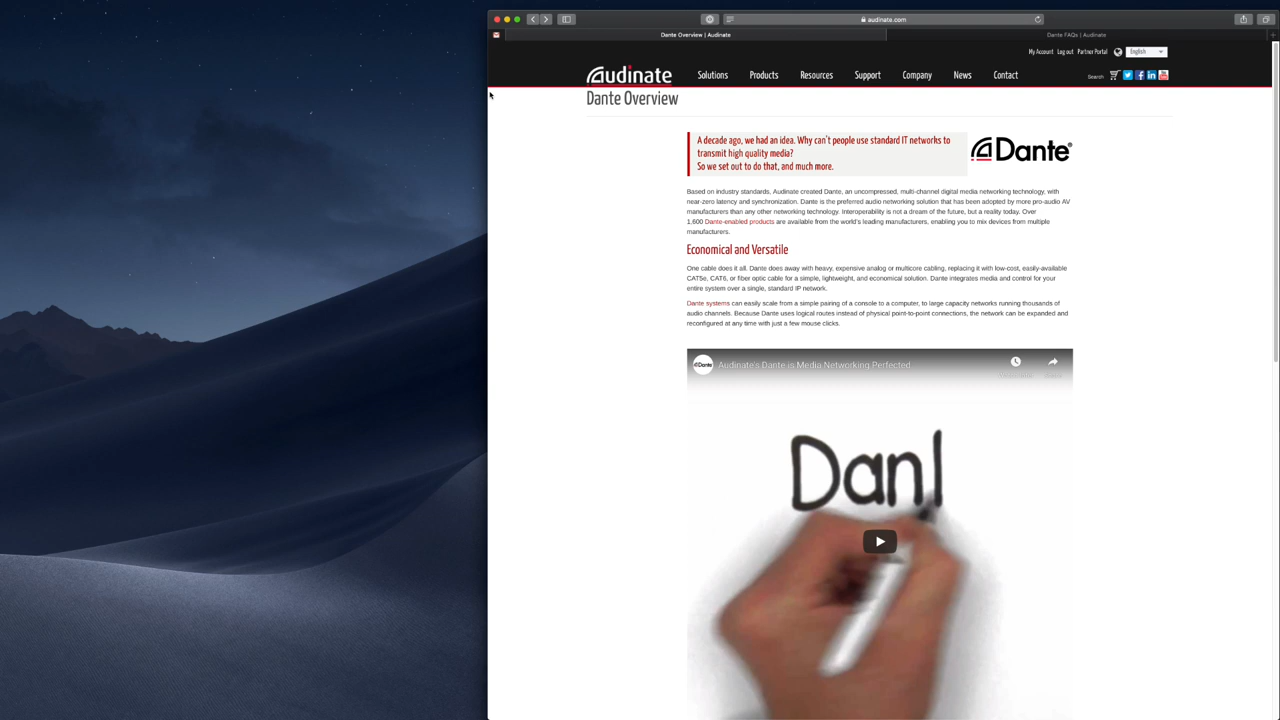 audinate.com
Dante Overview | Audinate
Dante FAQs | Audinate
My Account Log out Partner Portal English
Audinate
Solutions Products Resources Support Company News Contact Search
Dante Overview
A decade ago, we had an idea. Why can't people use standard IT networks to
transmit high quality media?
So we set out to do that, and much more.
Dante®
Based on industry standards, Audinate created Dante, an uncompressed, multi-channel digital media networking technology, with
near-zero latency and synchronization. Dante is the preferred audio networking solution that has been adopted by more pro-audio AV
manufacturers than any other networking technology. Interoperability is not a dream of the future, but a reality today. Over
1,600 Dante-enabled products are available from the world's leading manufacturers, enabling you to mix devices from multiple
manufacturers.
Economical and Versatile
One cable does it all. Dante does away with heavy, expensive analog or multicore cabling, replacing it with low-cost, easily-available
CAT5e, CAT6, or fiber optic cable for a simple, lightweight, and economical solution. Dante integrates media and control for your
entire system over a single, standard IP network.
Dante systems can easily scale from a simple pairing of a console to a computer, to large capacity networks running thousands of
audio channels. Because Dante uses logical routes instead of physical point-to-point connections, the network can be expanded and
reconfigured at any time with just a few mouse clicks.
Dante
Audinate's Dante is Media Networking Perfected
Danl